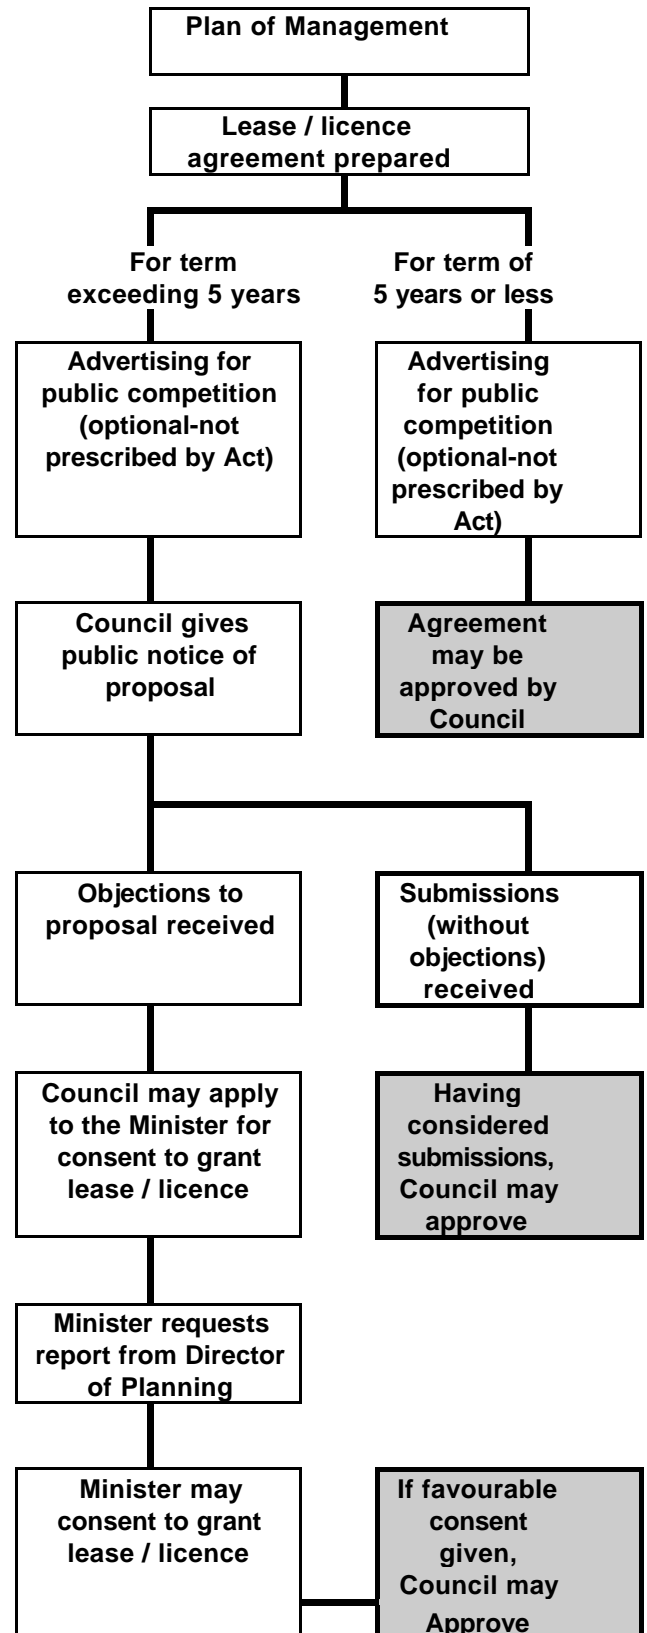 Plan of Management
Lease / licence
agreement prepared
For term
exceeding 5 years
For term of
5 years or less
Advertising for
public competition
(optional-not
prescribed by Act)
Advertising
for public
competition
(optional-not
prescribed by
Act)
Council gives
public notice of
proposal
Agreement
may be
approved by
Council
Objections to
proposal received
Submissions
(without
objections)
received
Council may apply
to the Minister for
consent to grant
lease / licence
Having
considered
submissions,
Council may
approve
Minister requests
report from Director
of Planning
Minister may
consent to grant
lease / licence
If favourable
consent
given,
Council may
Approve